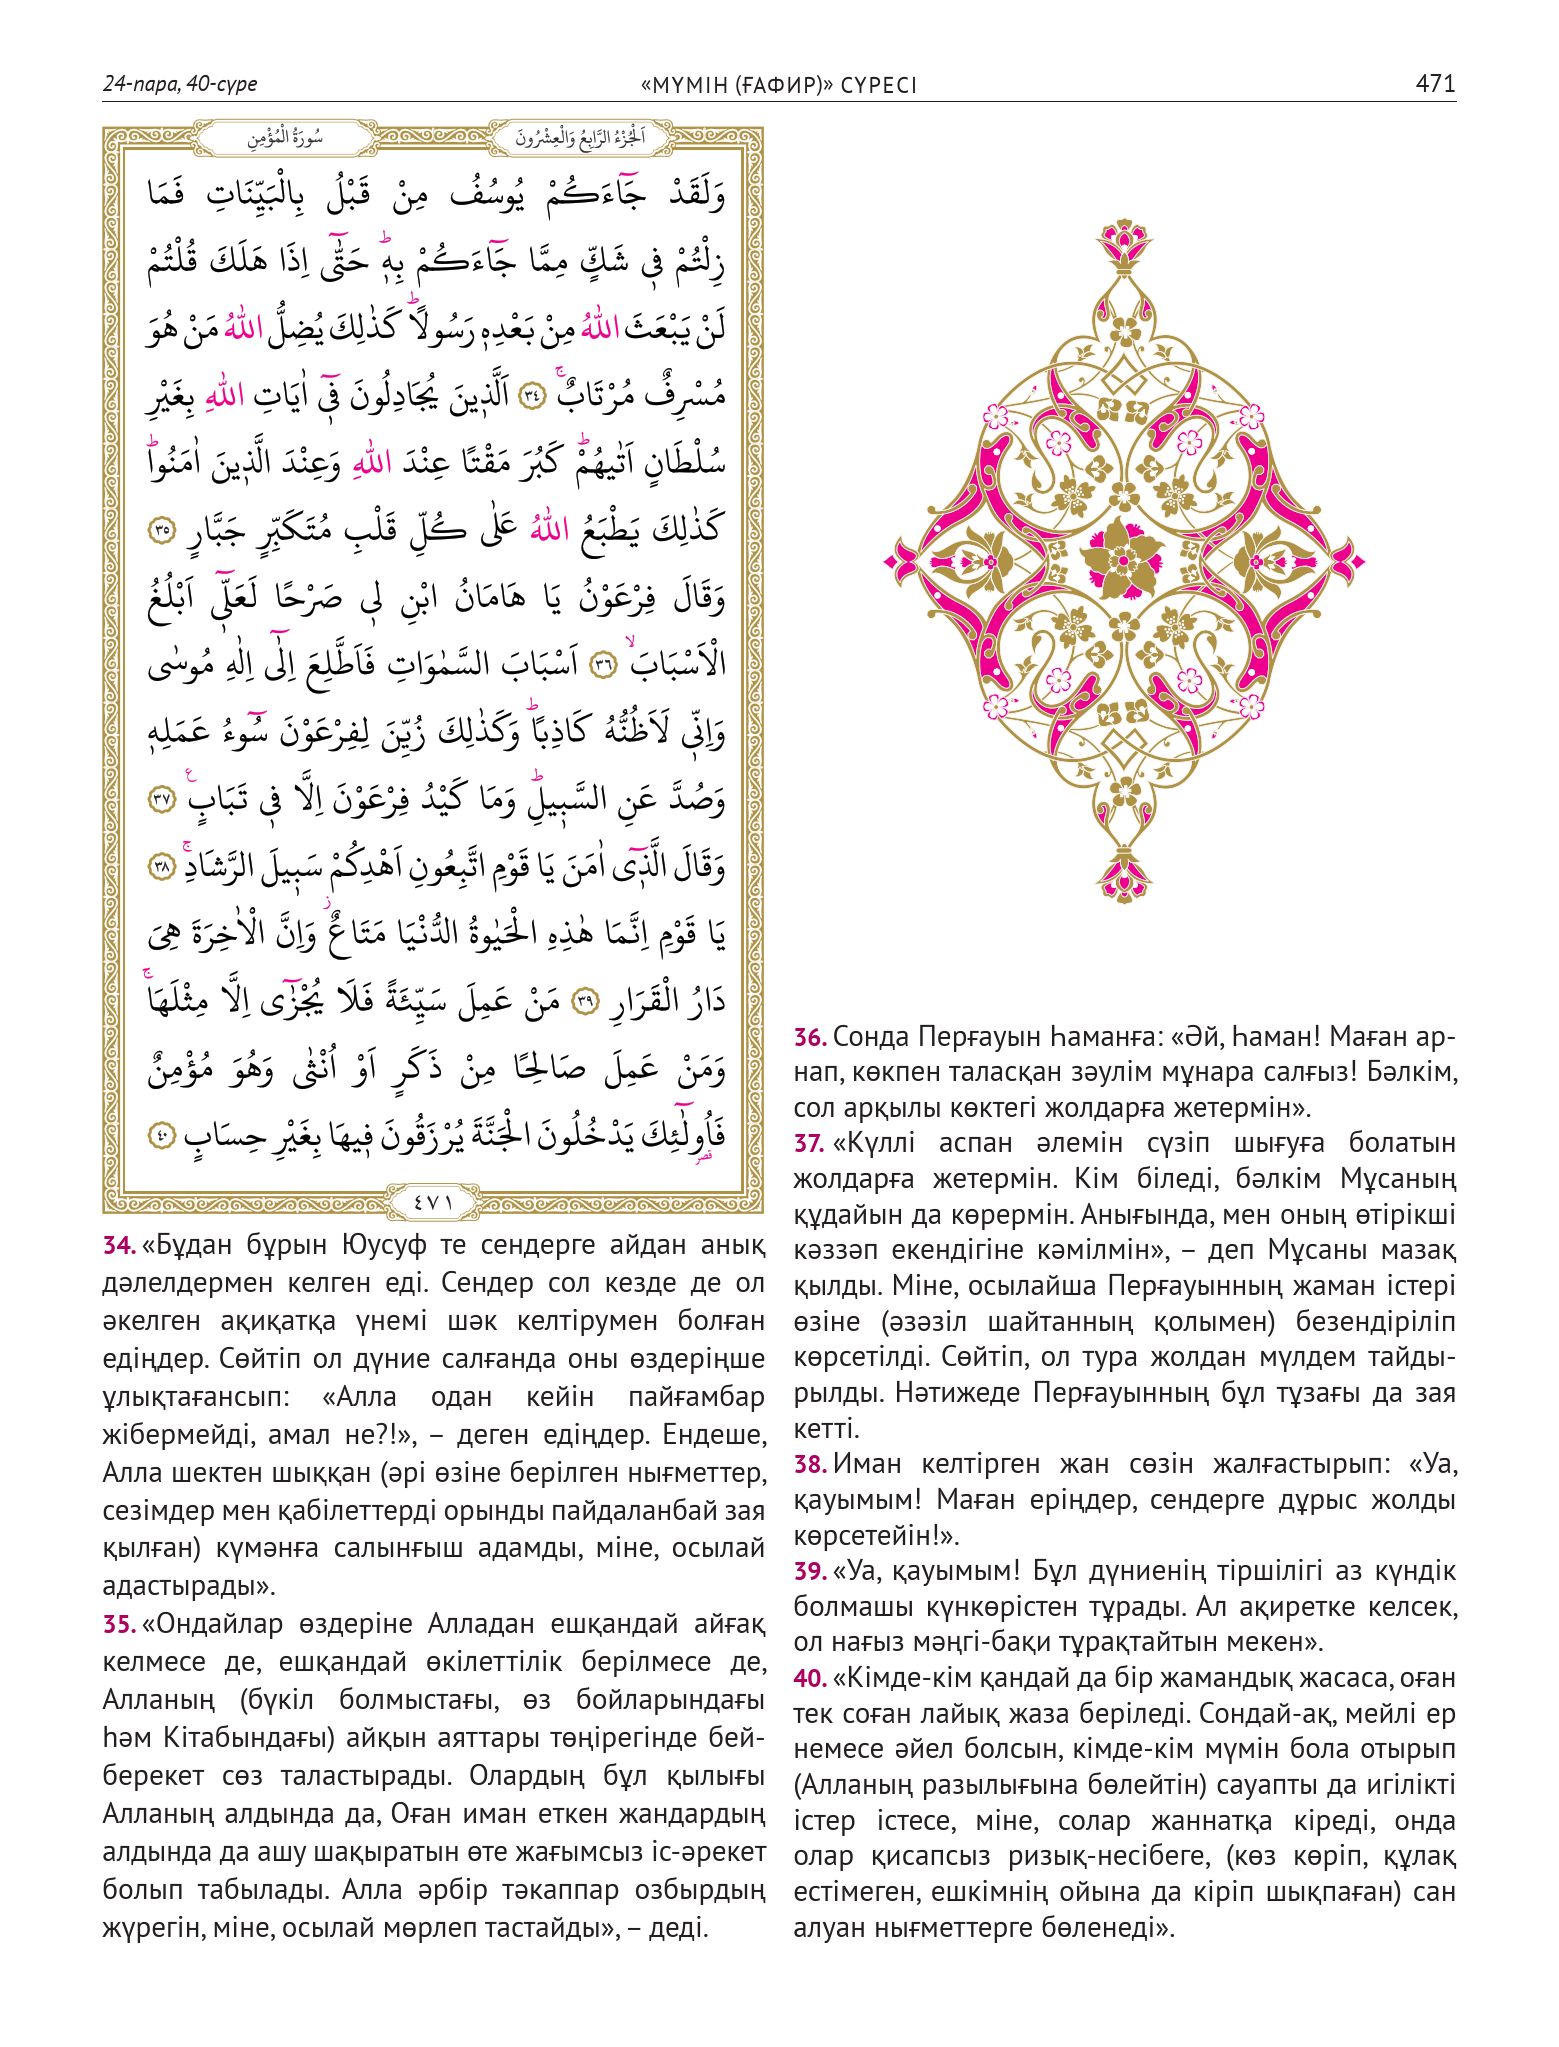 24-пара, 40-сүре
«МҮМІН (ҒАФИР)» СҮРЕСІ
471
سُورَةُ الْمُؤْمِنِ
اَلْجُزْءُ الرَّابِعُ وَالْعِشْرُونَ
وَلَقَدْ جَٓاءَكُمْ يُوسُفُ مِنْ قَبْلُ بِالْبَيِّنَاتِ فَمَا
زِلْتُمْ فٖي شَكٍّ مِمَّا جَٓاءَكُمْ بِهٖؕ حَتّٰٓى اِذَا هَلَكَ قُلْتُمْ
لَنْ يَبْعَثَ اللّٰهُ مِنْ بَعْدِهٖ رَسُولًاؕ كَذٰلِكَ يُضِلُّ اللّٰهُ مَنْ هُوَ
مُسْرِفٌ مُرْتَابٌۚ ﴿٣٤﴾ اَلَّذٖينَ يُجَادِلُونَ فٖٓي اٰيَاتِ اللّٰهِ بِغَيْرِ
سُلْطَانٍ اَتٰيهُمْؕ كَبُرَ مَقْتًا عِنْدَ اللّٰهِ وَعِنْدَ الَّذٖينَ اٰمَنُواؕ
كَذٰلِكَ يَطْبَعُ اللّٰهُ عَلٰى كُلِّ قَلْبِ مُتَكَبِّرٍ جَبَّارٍ ﴿٣٥﴾
وَقَالَ فِرْعَوْنُ يَا هَامَانُ ابْنِ لٖي صَرْحًا لَعَلّٖٓي اَبْلُغُ
الْاَسْبَابَۙ ﴿٣٦﴾ اَسْبَابَ السَّمٰوَاتِ فَاَطَّلِعَ اِلٰٓى اِلٰهِ مُوسٰى
وَاِنّٖي لَاَظُنُّهُ كَاذِبًاؕ وَكَذٰلِكَ زُيِّنَ لِفِرْعَوْنَ سُٓوءُ عَمَلِهٖ
وَصُدَّ عَنِ السَّبٖيلِؕ وَمَا كَيْدُ فِرْعَوْنَ اِلَّا فٖي تَبَابٍ ع ﴿٣٧﴾
وَقَالَ الَّذٖٓي اٰمَنَ يَا قَوْمِ اتَّبِعُونِ اَهْدِكُمْ سَبٖيلَ الرَّشَادِۚ ﴿٣٨﴾
يَا قَوْمِ اِنَّمَا هٰذِهِ الْحَيٰوةُ الدُّنْيَا مَتَاعٌؗ وَاِنَّ الْاٰخِرَةَ هِيَ
دَارُ الْقَرَارِ ﴿٣٩﴾ مَنْ عَمِلَ سَيِّئَةً فَلَا يُجْزٰٓى اِلَّا مِثْلَهَاۚ
وَمَنْ عَمِلَ صَالِحًا مِنْ ذَكَرٍ اَوْ اُنْثٰى وَهُوَ مُؤْمِنٌ
فَاُو۬لٰٓئِكَ يَدْخُلُونَ الْجَنَّةَ يُرْزَقُونَ فٖيهَا بِغَيْرِ حِسَابٍ ﴿٤٠﴾
قصر
٤٧١
34. «Бұдан бұрын Юусуф те сендерге айдан анық
дәлелдермен келген еді. Сендер сол кезде де ол
әкелген ақиқатқа үнемі шәк келтірумен болған
едіңдер. Сөйтіп ол дүние салғанда оны өздеріңше
ұлықтағансып: «Алла одан кейін пайғамбар
жібермейді, амал не?!», – деген едіңдер. Ендеше,
Алла шектен шыққан (әрі өзіне берілген нығметтер,
сезімдер мен қабілеттерді орынды пайдаланбай зая
қылған) күмәнға салынғыш адамды, міне, осылай
адастырады».
35. «Ондайлар өздеріне Алладан ешқандай айғақ
келмесе де, ешқандай өкілеттілік берілмесе де,
Алланың (бүкіл болмыстағы, өз бойларындағы
һәм Кітабындағы) айқын аяттары төңірегінде бей-
берекет сөз таластырады. Олардың бұл қылығы
Алланың алдында да, Оған иман еткен жандардың
алдында да ашу шақыратын өте жағымсыз іс-әрекет
болып табылады. Алла әрбір тәкаппар озбырдың
жүрегін, міне, осылай мөрлеп тастайды», – деді.
36. Сонда Перғауын Һаманға: «Әй, Һаман! Маған ар-
нап, көкпен таласқан зәулім мұнара салғыз! Бәлкім,
сол арқылы көктегі жолдарға жетермін».
37. «Күллі аспан әлемін сүзіп шығуға болатын
жолдарға жетермін. Кім біледі, бәлкім Мұсаның
құдайын да көрермін. Анығында, мен оның өтірікші
кәззәп екендігіне кәмілмін», – деп Мұсаны мазақ
қылды. Міне, осылайша Перғауынның жаман істері
өзіне (әзәзіл шайтанның қолымен) безендіріліп
көрсетілді. Сөйтіп, ол тура жолдан мүлдем тайды-
рылды. Нәтижеде Перғауынның бұл тұзағы да зая
кетті.
38. Иман келтірген жан сөзін жалғастырып: «Уа,
қауымым! Маған еріңдер, сендерге дұрыс жолды
көрсетейін!».
39. «Уа, қауымым! Бұл дүниенің тіршілігі аз күндік
болмашы күнкөрістен тұрады. Ал ақиретке келсек,
ол нағыз мәңгі-бақи тұрақтайтын мекен».
40. «Кімде-кім қандай да бір жамандық жасаса, оған
тек соған лайық жаза беріледі. Сондай-ақ, мейлі ер
немесе әйел болсын, кімде-кім мүмін бола отырып
(Алланың разылығына бөлейтін) сауапты да игілікті
істер істесе, міне, солар жаннатқа кіреді, онда
олар қисапсыз ризық-несібеге, (көз көріп, құлақ
естімеген, ешкімнің ойына да кіріп шықпаған) сан
алуан нығметтерге бөленеді».